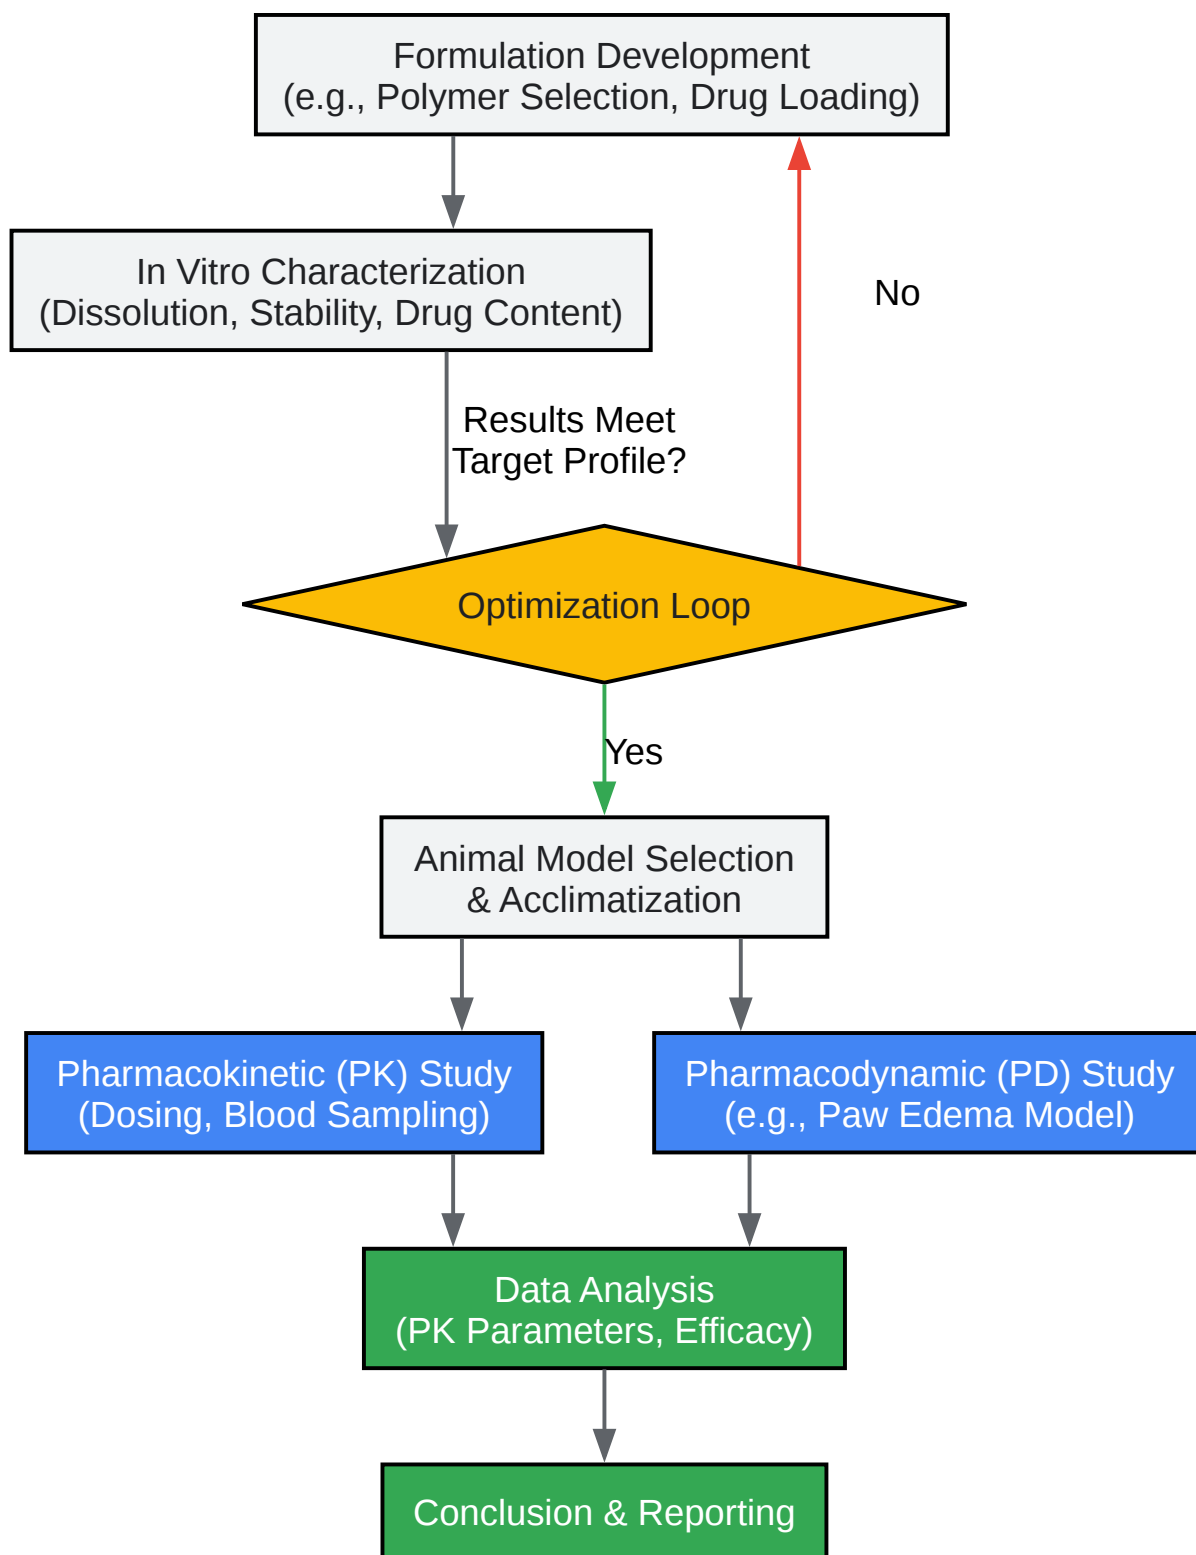 Formulation Development
(e.g., Polymer Selection, Drug Loading)
In Vitro Characterization
(Dissolution, Stability, Drug Content)
No
Results Meet
Target Profile?
Optimization Loop
Yes
Animal Model Selection
& Acclimatization
Pharmacokinetic (PK) Study
(Dosing, Blood Sampling)
Pharmacodynamic (PD) Study
(e.g., Paw Edema Model)
Data Analysis
(PK Parameters, Efficacy)
Conclusion & Reporting